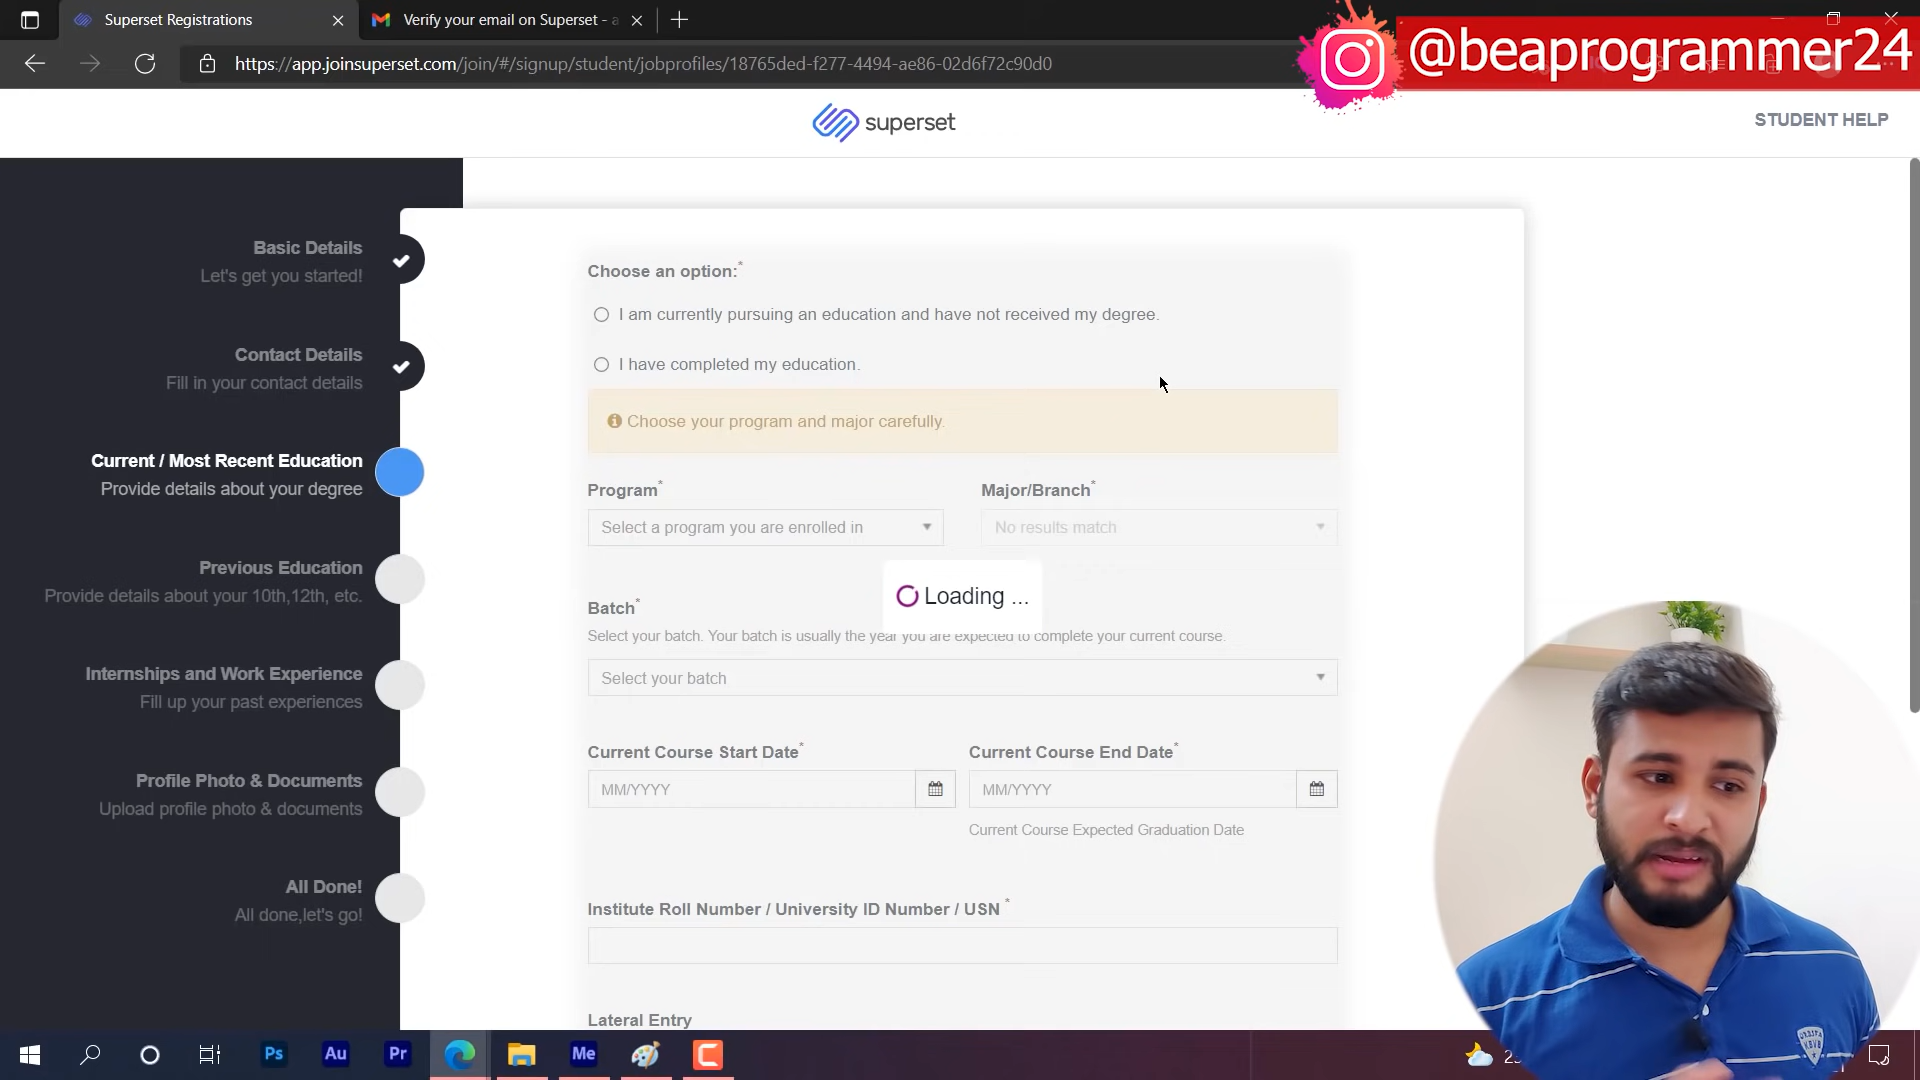 Superset Registrations
Verify your email on Superset - a
@beaprogrammer24
https://app.joinsuperset.com/join/#/signup/student/jobprofiles/18765ded-f277-4494-ae86-02d6f72c90d0
superset
STUDENT HELP
Basic Details
Let's get you started!
Contact Details
Fill in your contact details
Current / Most Recent Education
Provide details about your degree
Previous Education
Provide details about your 10th,12th, etc.
Internships and Work Experience
Fill up your past experiences
Profile Photo & Documents
Upload profile photo & documents
All Done!
All done,let's go!
Choose an option:*
I am currently pursuing an education and have not received my degree.
I have completed my education.
Choose your program and major carefully.
Program* Major/Branch*
Select a program you are enrolled in No results match
Loading ...
Batch*
Select your batch. Your batch is usually the year you are expected to complete your current course.
Select your batch
Current Course Start Date* Current Course End Date*
MM/YYYY MM/YYYY
Current Course Expected Graduation Date
Institute Roll Number / University ID Number / USN *
Lateral Entry
Ps Au Pr Me